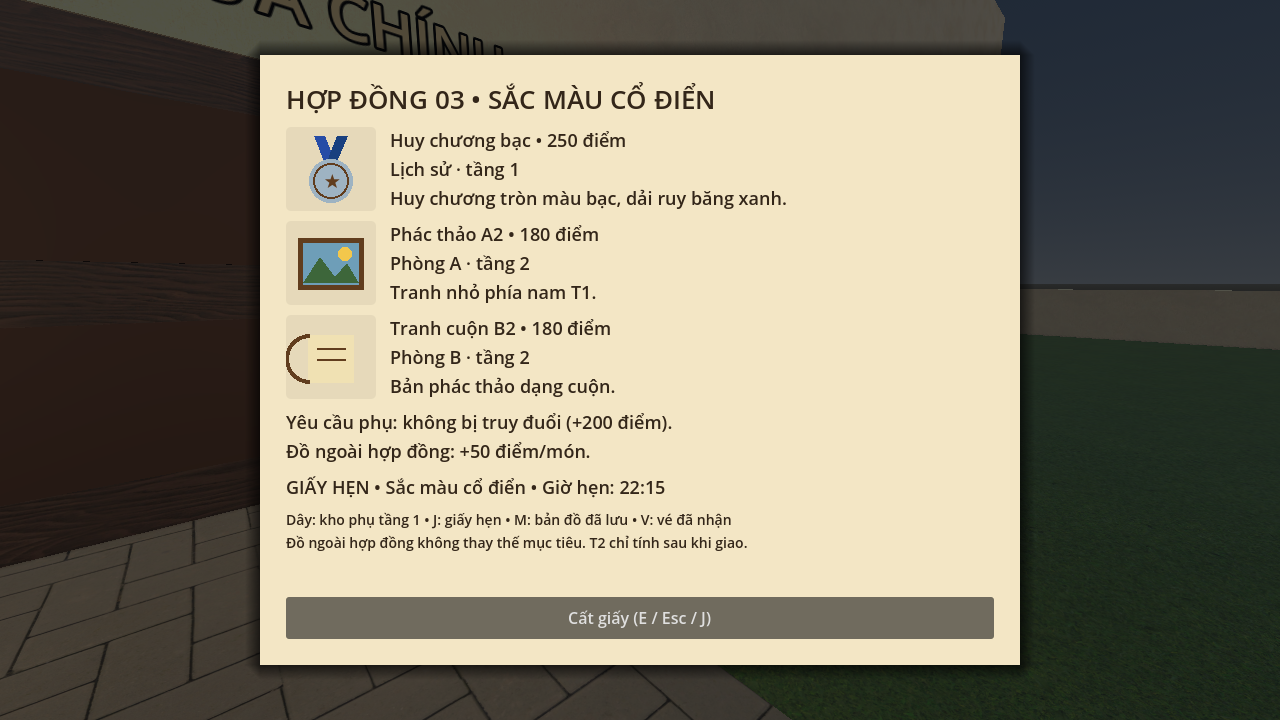 CHÍNH
HỢP ĐỒNG 03 • SẮC MÀU CỔ ĐIỂN
Huy chương bạc • 250 điểm
Lịch sử · tầng 1
Huy chương tròn màu bạc, dải ruy băng xanh.
Phác thảo A2 • 180 điểm
Phòng A · tầng 2
Tranh nhỏ phía nam T1.
Tranh cuộn B2 • 180 điểm
Phòng B · tầng 2
Bản phác thảo dạng cuộn.
Yêu cầu phụ: không bị truy đuổi (+200 điểm).
Đồ ngoài hợp đồng: +50 điểm/món.
GIẤY HẸN • Sắc màu cổ điển • Giờ hẹn: 22:15
Dây: kho phụ tầng 1 • J: giấy hẹn • M: bản đồ đã lưu • V: vé đã nhận
Đồ ngoài hợp đồng không thay thế mục tiêu. T2 chỉ tính sau khi giao.
Cất giấy (E / Esc / J)